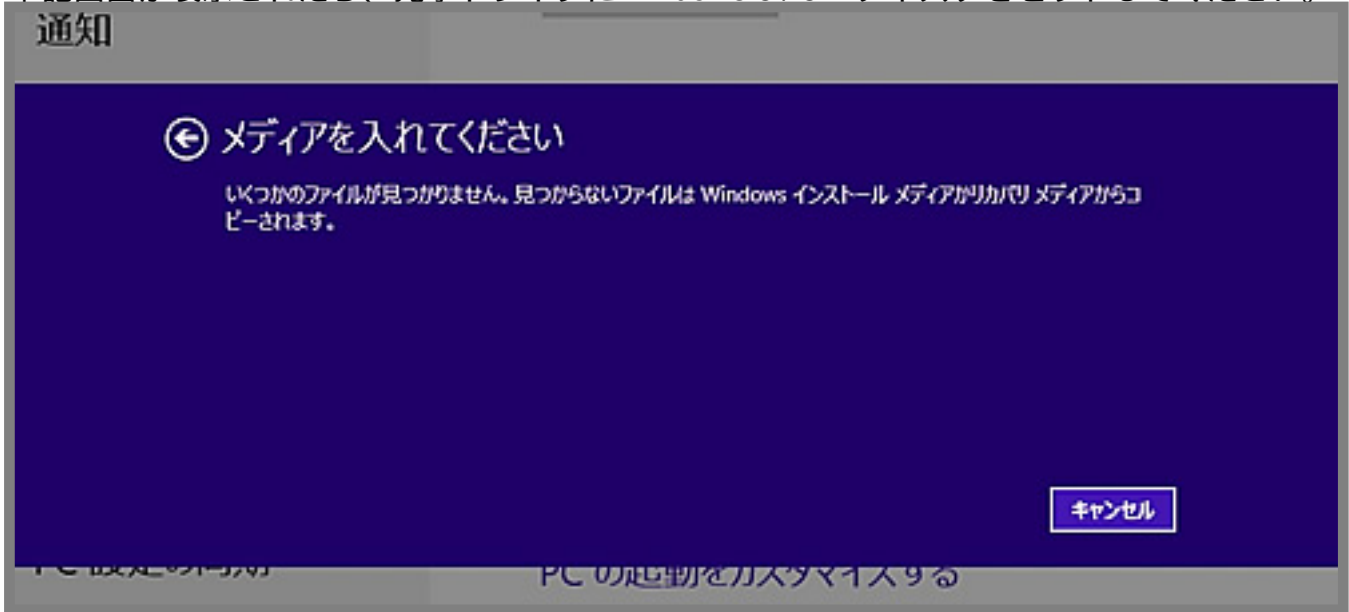 通知
メディアを入れてください
いくつかのファイルが見つかりません。見つからないファイルは Windows インストール メディアかリカバリ メディアからコ
ピーされます。
キャンセル
PC の起動をカスタマイズする